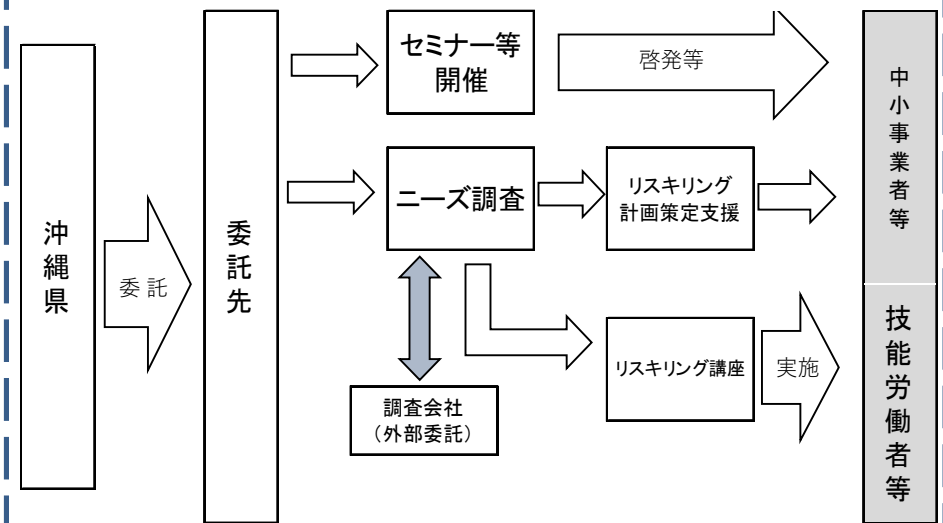 沖縄県
委託
委託先
セミナー等
開催
啓発等
ニーズ調査
リスキリング
計画策定支援
中小事業者等
調査会社
（外部委託）
リスキリング講座
実施
技能労働者等